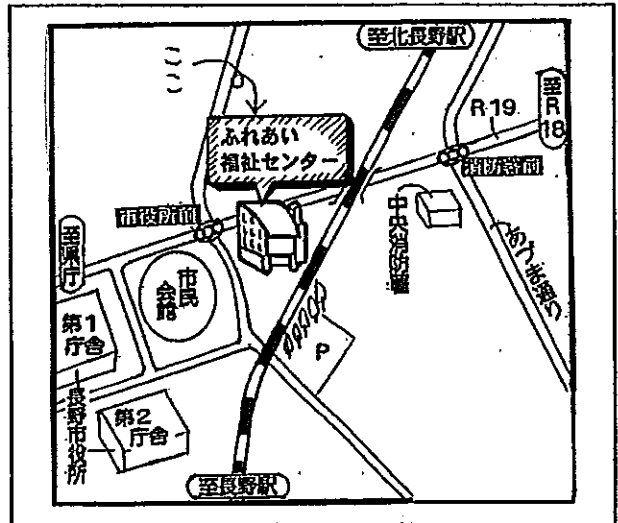 至北長野駅
ここ
至R18
R19
ふれあい
福祉センター
消防署前
市役所前
中央消防署
至県庁
市民
会館
第1
庁舎
P
つま通り
長野市役所
第2
庁舎
至長野駅